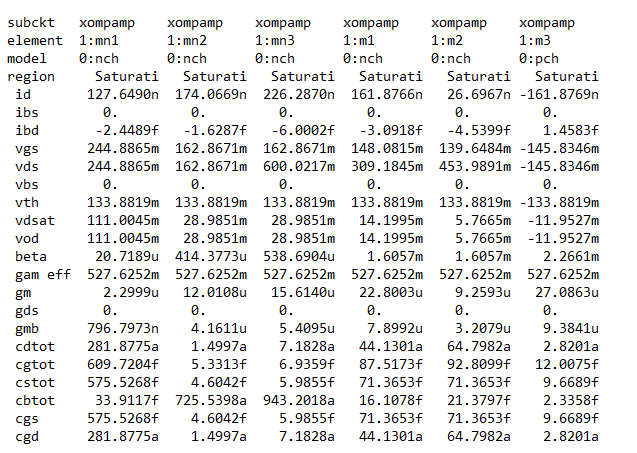 subckt xompamp xompamp xompamp xompamp xompamp xompamp
element 1:mn1 1:mn2 1:mn3 1:m1 1:m2 1:m3
model 0:nch 0:nch 0:nch 0:nch 0:nch 0:pch
region Saturati Saturati Saturati Saturati Saturati Saturati
id 127.6490n 174.0669n 226.2870n 161.8766n 26.6967n -161.8769n
ibs 0. 0. 0. 0. 0. 0.
ibd -2.4489f -1.6287f -6.0002f -3.0918f -4.5399f 1.4583f
vgs 244.8865m 162.8671m 162.8671m 148.0815m 139.6484m -145.8346m
vds 244.8865m 162.8671m 600.0217m 309.1845m 453.9891m -145.8346m
vbs 0. 0. 0. 0. 0. 0.
vth 133.8819m 133.8819m 133.8819m 133.8819m 133.8819m -133.8819m
vdsat 111.0045m 28.9851m 28.9851m 14.1995m 5.7665m -11.9527m
vod 111.0045m 28.9851m 28.9851m 14.1995m 5.7665m -11.9527m
beta 20.7189u 414.3773u 538.6904u 1.6057m 1.6057m 2.2661m
gam eff 527.6252m 527.6252m 527.6252m 527.6252m 527.6252m 527.6252m
gm 2.2999u 12.0108u 15.6140u 22.8003u 9.2593u 27.0863u
gds 0. 0. 0. 0. 0. 0.
gmb 796.7973n 4.1611u 5.4095u 7.8992u 3.2079u 9.3841u
cdtot 281.8775a 1.4997a 7.1828a 44.1301a 64.7982a 2.8201a
cgtot 609.7204f 5.3313f 6.9359f 87.5173f 92.8099f 12.0075f
cstot 575.5268f 4.6042f 5.9855f 71.3653f 71.3653f 9.6689f
cbtot 33.9117f 725.5398a 943.2018a 16.1078f 21.3797f 2.3358f
cgs 575.5268f 4.6042f 5.9855f 71.3653f 71.3653f 9.6689f
cgd 281.8775a 1.4997a 7.1828a 44.1301a 64.7982a 2.8201a